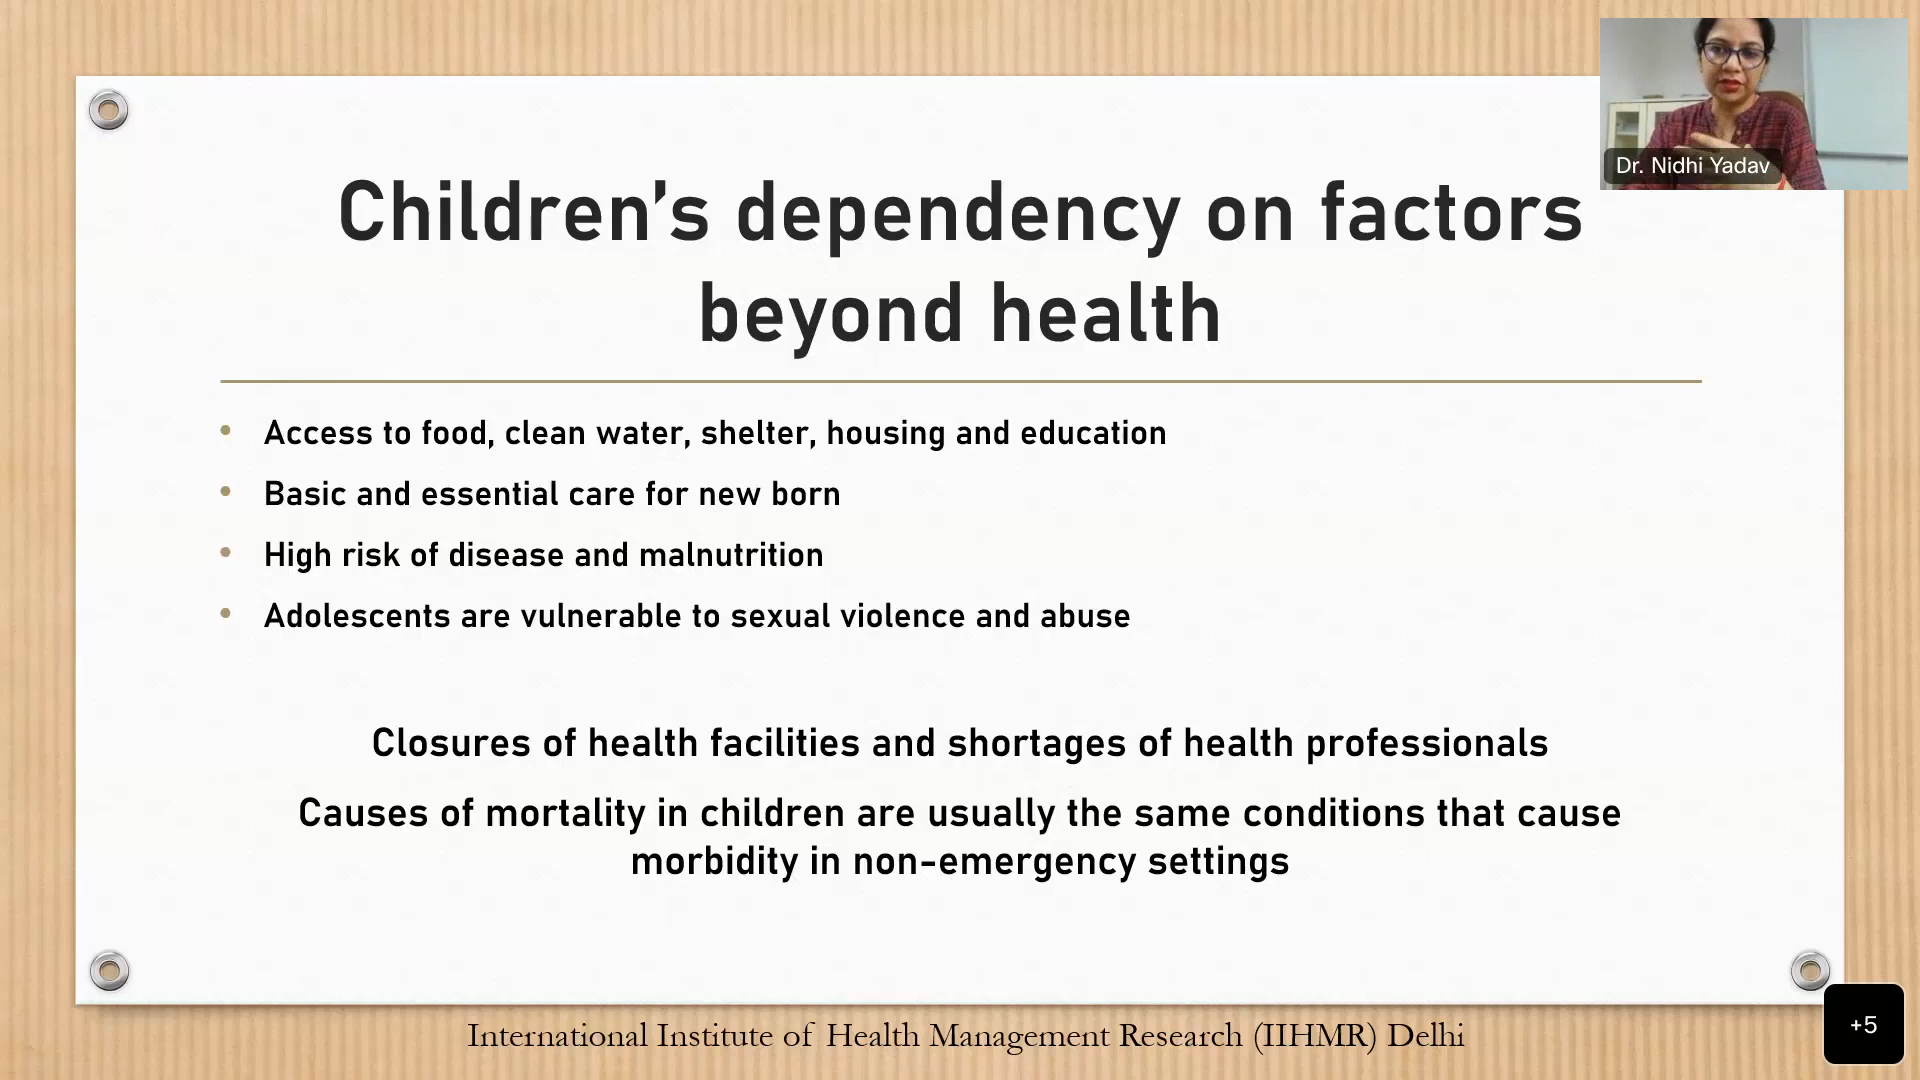 Dr. Nidhi Yadav
Children’s dependency on factors
beyond health
• Access to food, clean water, shelter, housing and education
• Basic and essential care for new born
• High risk of disease and malnutrition
• Adolescents are vulnerable to sexual violence and abuse
Closures of health facilities and shortages of health professionals
Causes of mortality in children are usually the same conditions that cause
morbidity in non-emergency settings
International Institute of Health Management Research (IIHMR) Delhi
+5